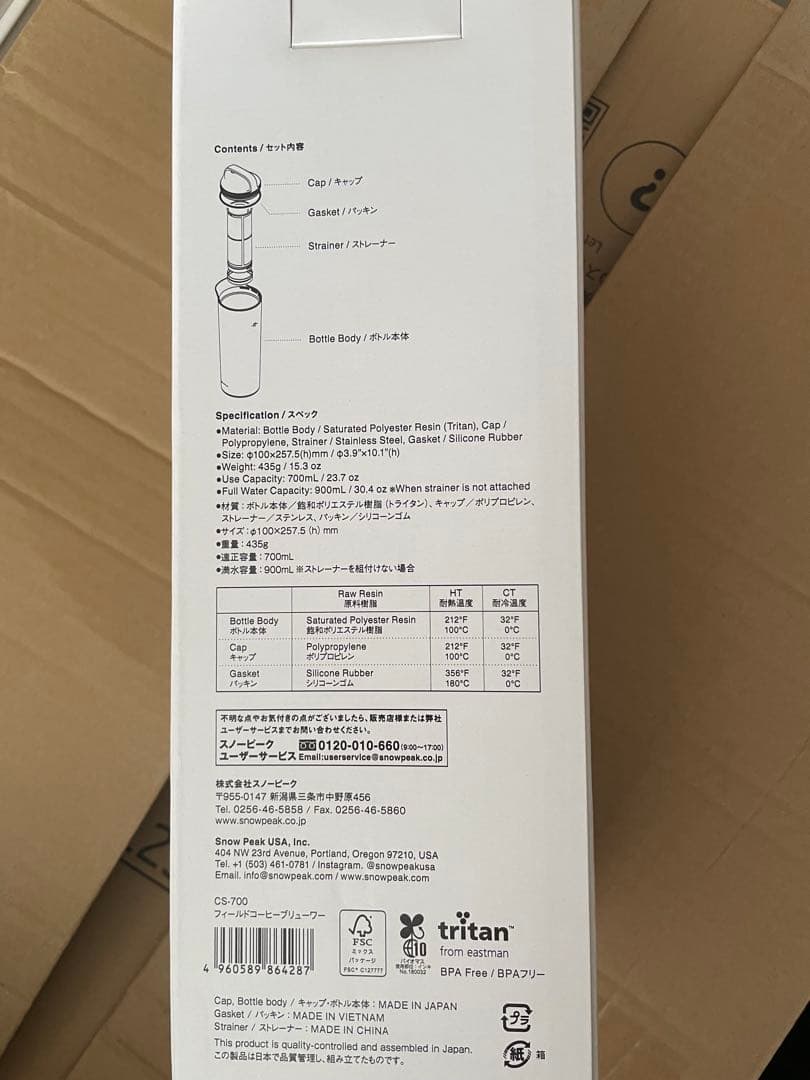 Contents / セット内容
Cap / キャップ
Gasket / パッキン
Strainer / ストレーナー
Bottle Body / ボトル本体
Specification / スペック
●Material: Bottle Body / Saturated Polyester Resin (Tritan), Cap /
Polypropylene, Strainer / Stainless Steel, Gasket / Silicone Rubber
●Size: φ100×257.5(h)mm / φ3.9"×10.1"(h)
●Weight: 435g / 15.3 oz
●Use Capacity: 700mL / 23.7 oz
●Full Water Capacity: 900mL / 30.4 oz ※When strainer is not attached
●材質：ボトル本体／飽和ポリエステル樹脂（トライタン）、キャップ／ポリプロピレン、
ストレーナー／ステンレス、パッキン／シリコーンゴム
●サイズ：φ100×257.5 (h) mm
●重量：435g
●適正容量：700mL
●満水容量：900mL ※ストレーナーを組付けない場合
Raw Resin HT CT
原料樹脂 耐熱温度 耐冷温度
Bottle Body Saturated Polyester Resin 212°F 32°F
ボトル本体 飽和ポリエステル樹脂 100°C 0°C
Cap Polypropylene 212°F 32°F
キャップ ポリプロピレン 100°C 0°C
Gasket Silicone Rubber 356°F 32°F
パッキン シリコーンゴム 180°C 0°C
不明な点やお気付きの点がございましたら、販売店様または弊社
ユーザーサービスまでお問い合わせください。
スノーピーク 0120-010-660 (9:00〜17:00)
ユーザーサービス Email:userservice@snowpeak.co.jp
株式会社スノーピーク
〒955-0147 新潟県三条市中野原456
Tel. 0256-46-5858 / Fax. 0256-46-5860
www.snowpeak.co.jp
Snow Peak USA, Inc.
404 NW 23rd Avenue, Portland, Oregon 97210, USA
Tel. +1 (503) 461-0781 / Instagram. @snowpeakusa
Email. info@snowpeak.com / www.snowpeak.com
CS-700
フィールドコーヒーブリューワー
4 960589 864287
FSC
ミックス
パッケージ
FSC® C127777
10
バイオマス
No.180032
tritan™
from eastman
BPA Free / BPAフリー
Cap, Bottle body / キャップ・ボトル本体：MADE IN JAPAN
Gasket / パッキン：MADE IN VIETNAM
Strainer / ストレーナー：MADE IN CHINA
This product is quality-controlled and assembled in Japan.
この製品は日本で品質管理し、組み立てたものです。
プラ
紙 箱